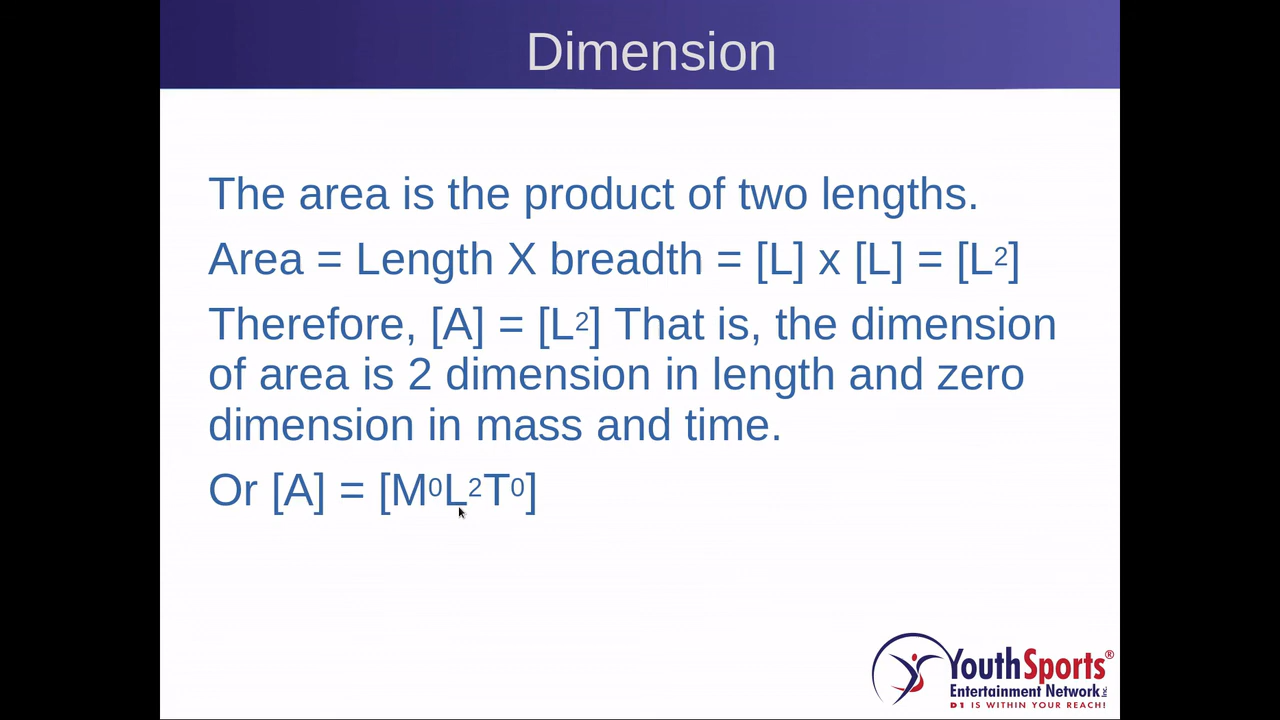 Dimension
The area is the product of two lengths.
Area = Length X breadth = [L] x [L] = [L²]
Therefore, [A] = [L²] That is, the dimension
of area is 2 dimension in length and zero
dimension in mass and time.
Or [A] = [M⁰L²T⁰]
YouthSports®
Entertainment Network Inc.
D1 IS WITHIN YOUR REACH!